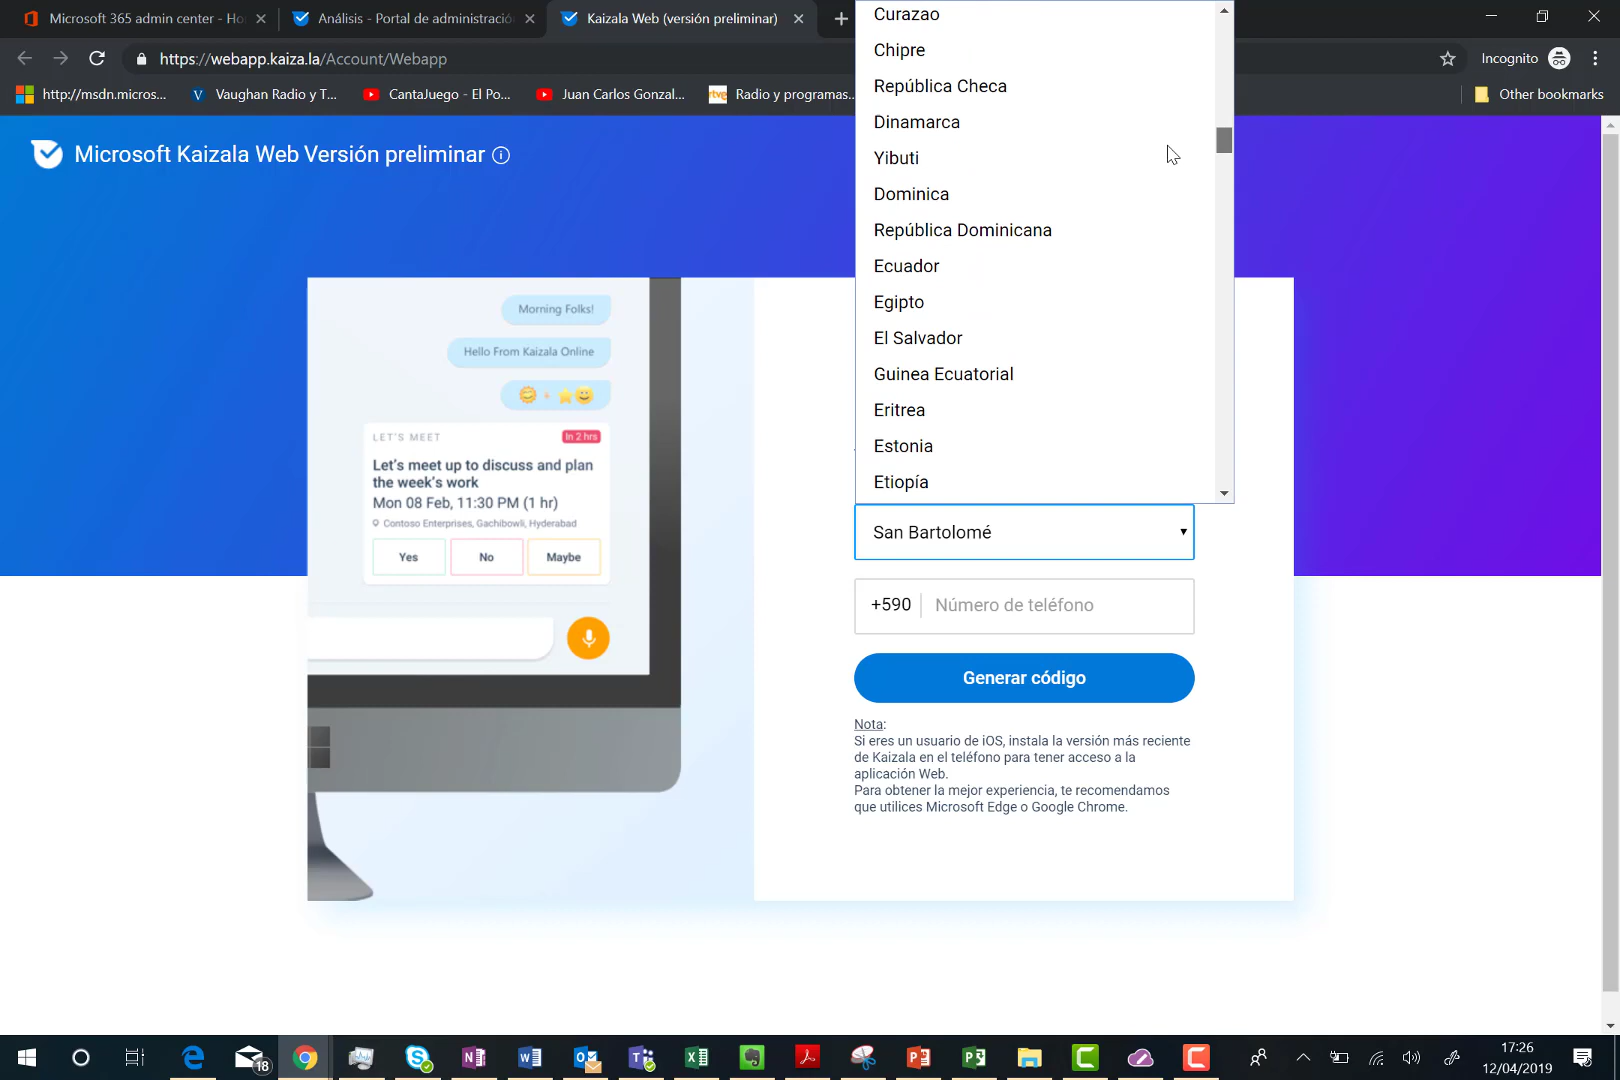 Microsoft 365 admin center - Ho
Análisis - Portal de administració
Kaizala Web (versión preliminar)
https://webapp.kaiza.la/Account/Webapp
Incognito
http://msdn.micros...
Vaughan Radio y T...
CantaJuego - El Po...
Juan Carlos Gonzal...
Radio y programas...
Other bookmarks
Microsoft Kaizala Web Versión preliminar
Curazao
Chipre
República Checa
Dinamarca
Yibuti
Dominica
República Dominicana
Ecuador
Egipto
El Salvador
Guinea Ecuatorial
Eritrea
Estonia
Etiopía
Morning Folks!
Hello From Kaizala Online
LET'S MEET
In 2 hrs
Let's meet up to discuss and plan
the week's work
Mon 08 Feb, 11:30 PM (1 hr)
Contoso Enterprises, Gachibowli, Hyderabad
Yes
No
Maybe
San Bartolomé
+590
Número de teléfono
Generar código
Nota:
Si eres un usuario de iOS, instala la versión más reciente
de Kaizala en el teléfono para tener acceso a la
aplicación Web.
Para obtener la mejor experiencia, te recomendamos
que utilices Microsoft Edge o Google Chrome.
18
17:26
12/04/2019